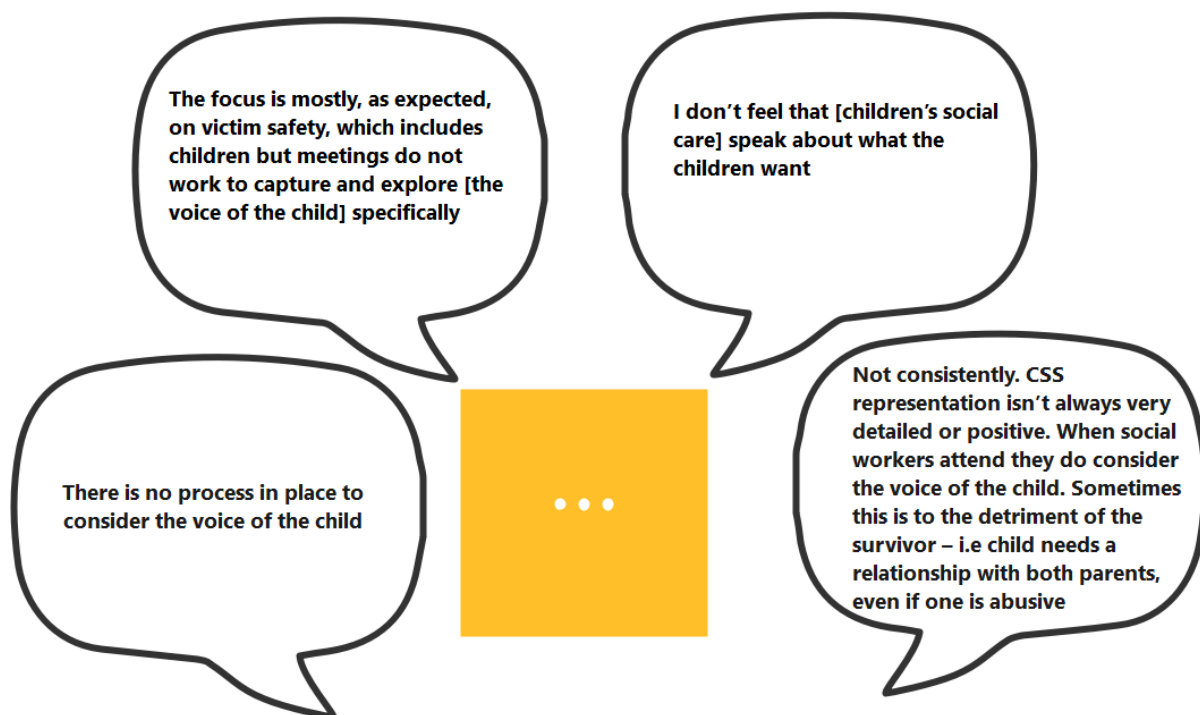 The focus is mostly, as expected,
on victim safety, which includes
children but meetings do not
work to capture and explore [the
voice of the child] specifically
I don’t feel that [children’s social
care] speak about what the
children want
There is no process in place to
consider the voice of the child
Not consistently. CSS
representation isn’t always very
detailed or positive. When social
workers attend they do consider
the voice of the child. Sometimes
this is to the detriment of the
survivor – i.e child needs a
relationship with both parents,
even if one is abusive